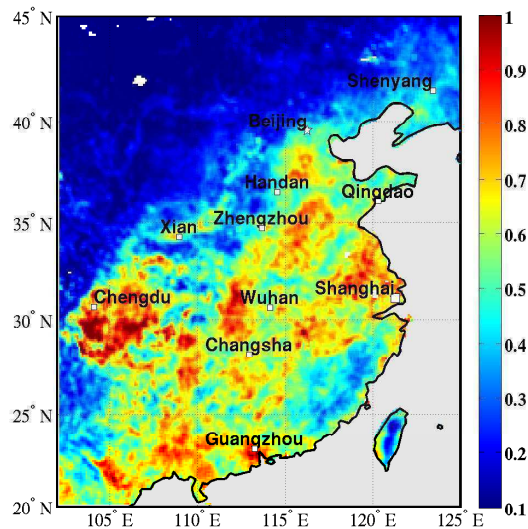 45° N
40° N
35° N
30° N
25° N
20° N
105° E
110° E
115° E
120° E
125° E
Shenyang
Beijing
Handan
Qingdao
Xian
Zhengzhou
Chengdu
Wuhan
Shanghai
Changsha
Guangzhou
1
0.9
0.8
0.7
0.6
0.5
0.4
0.3
0.2
0.1